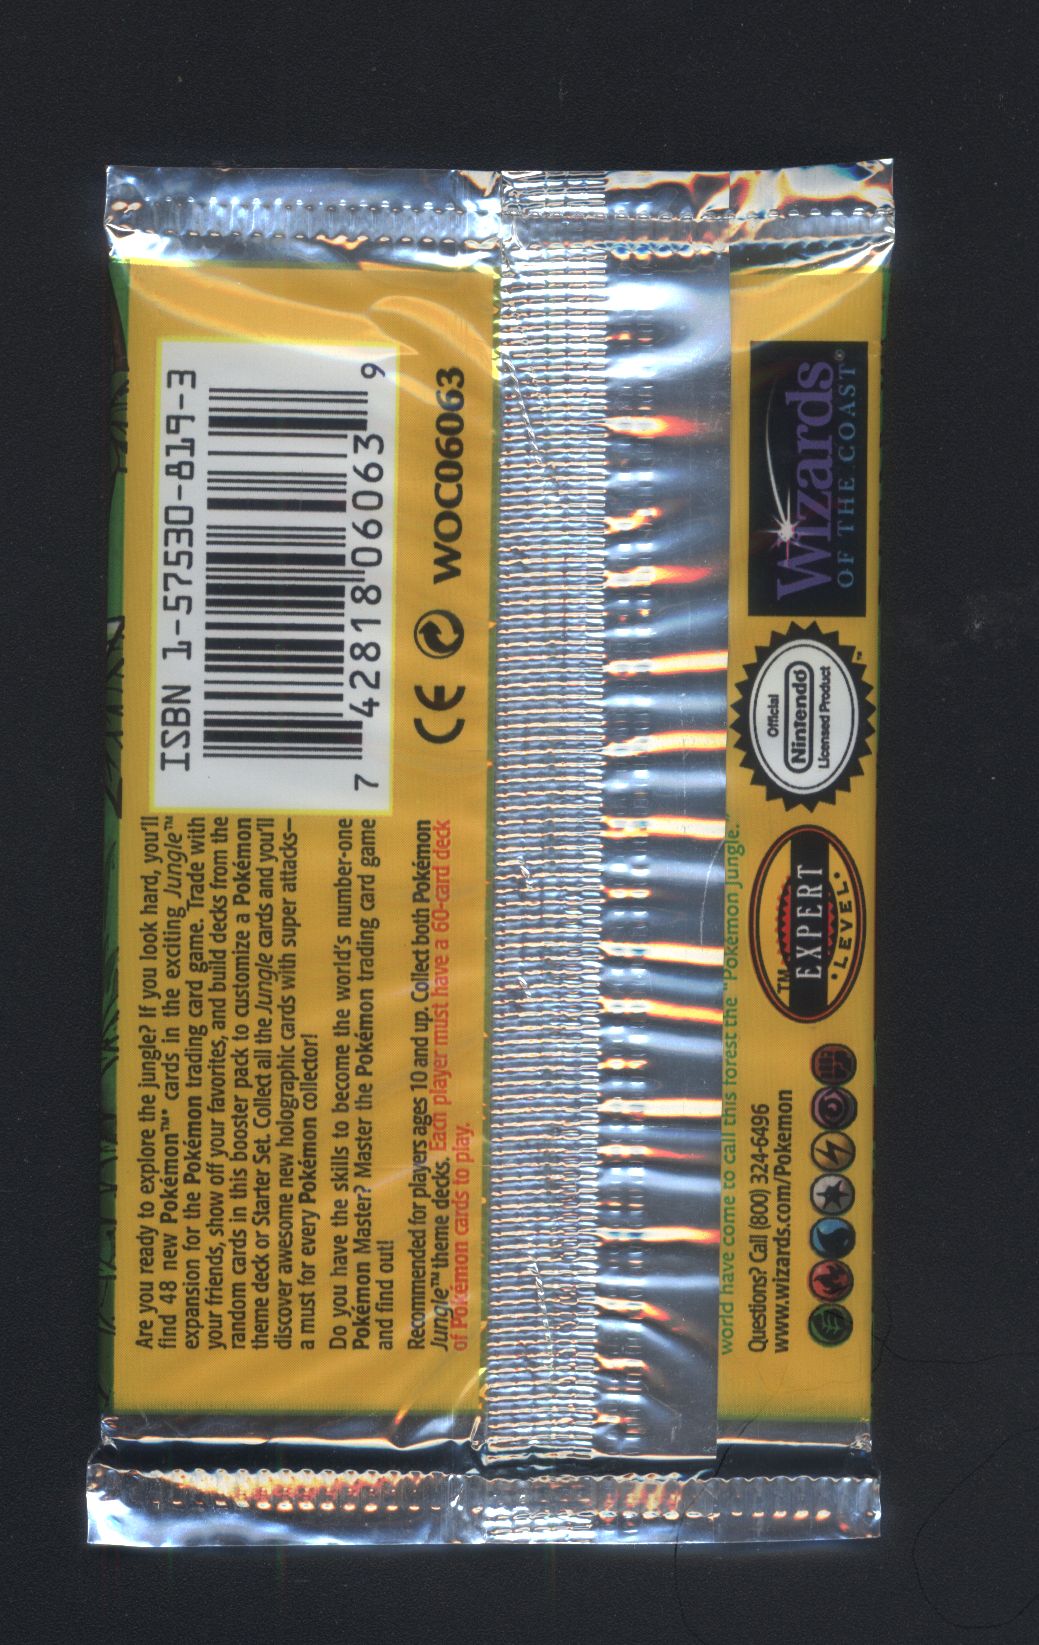 Are you ready to explore the jungle? If you look hard, you'll
find 48 new Pokémon™ cards in the exciting Jungle™
expansion for the Pokémon trading card game. Trade with
your friends, show off your favorites, and build decks from the
random cards in this booster pack to customize a Pokémon
theme deck or Starter Set. Collect all the Jungle cards and you'll
discover awesome new holographic cards with super attacks—
a must for every Pokémon collector!
Do you have the skills to become the world's number-one
Pokémon Master? Master the Pokémon trading card game
and find out!
Recommended for players ages 10 and up. Collect both Pokémon
Jungle™ theme decks. Each player must have a 60-card deck
of Pokémon cards to play.
ISBN 1-57530-819-3
7 42818 06063 9
CE WOC06063
world have come to call this forest the "Pokémon Jungle."
Questions? Call (800) 324-6496
www.wizards.com/Pokemon
TM
EXPERT
• LEVEL •
Official
Nintendo
Licensed Product
™
Wizards
OF THE COAST®